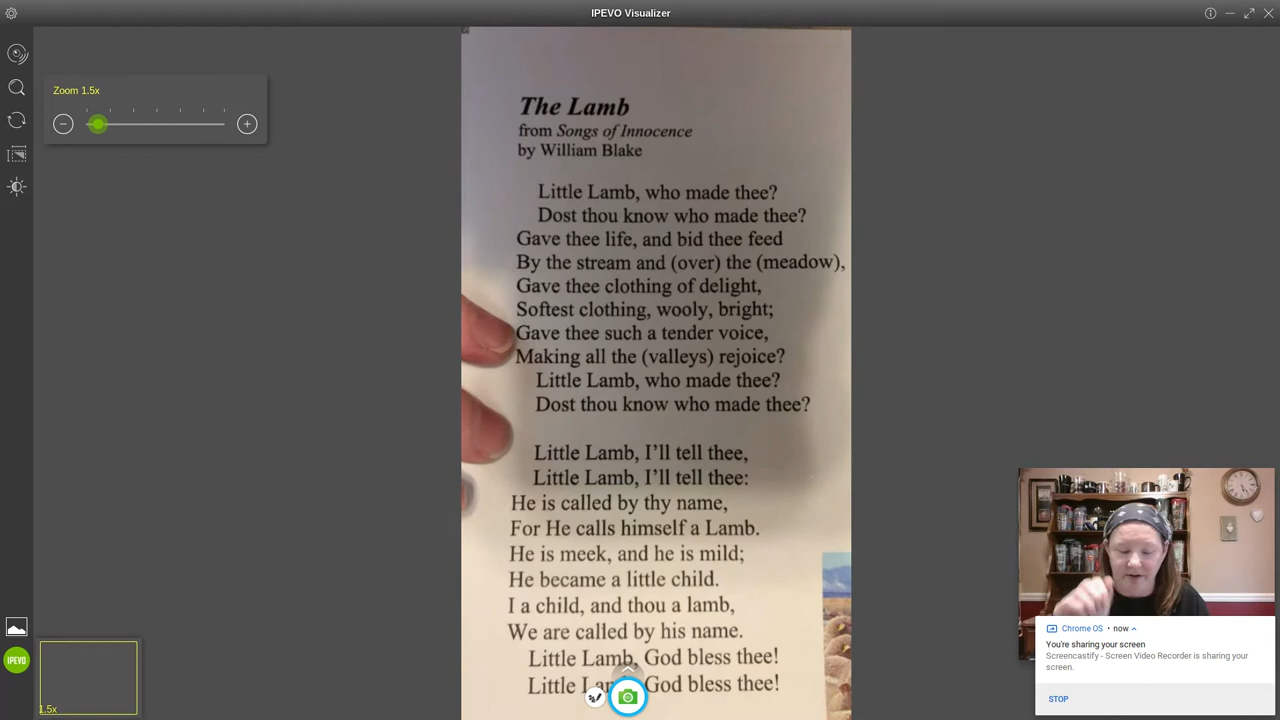 IPEVO Visualizer
Zoom 1.5x
The Lamb
from Songs of Innocence
by William Blake
Little Lamb, who made thee?
Dost thou know who made thee?
Gave thee life, and bid thee feed
By the stream and (over) the (meadow),
Gave thee clothing of delight,
Softest clothing, wooly, bright;
Gave thee such a tender voice,
Making all the (valleys) rejoice?
Little Lamb, who made thee?
Dost thou know who made thee?
Little Lamb, I'll tell thee,
Little Lamb, I'll tell thee:
He is called by thy name,
For He calls himself a Lamb.
He is meek, and he is mild;
He became a little child.
I a child, and thou a lamb,
We are called by his name.
Little Lamb, God bless thee!
Little Lamb, God bless thee!
IPEVO
1.5x
Chrome OS • now
You're sharing your screen
Screencastify - Screen Video Recorder is sharing your
screen.
STOP